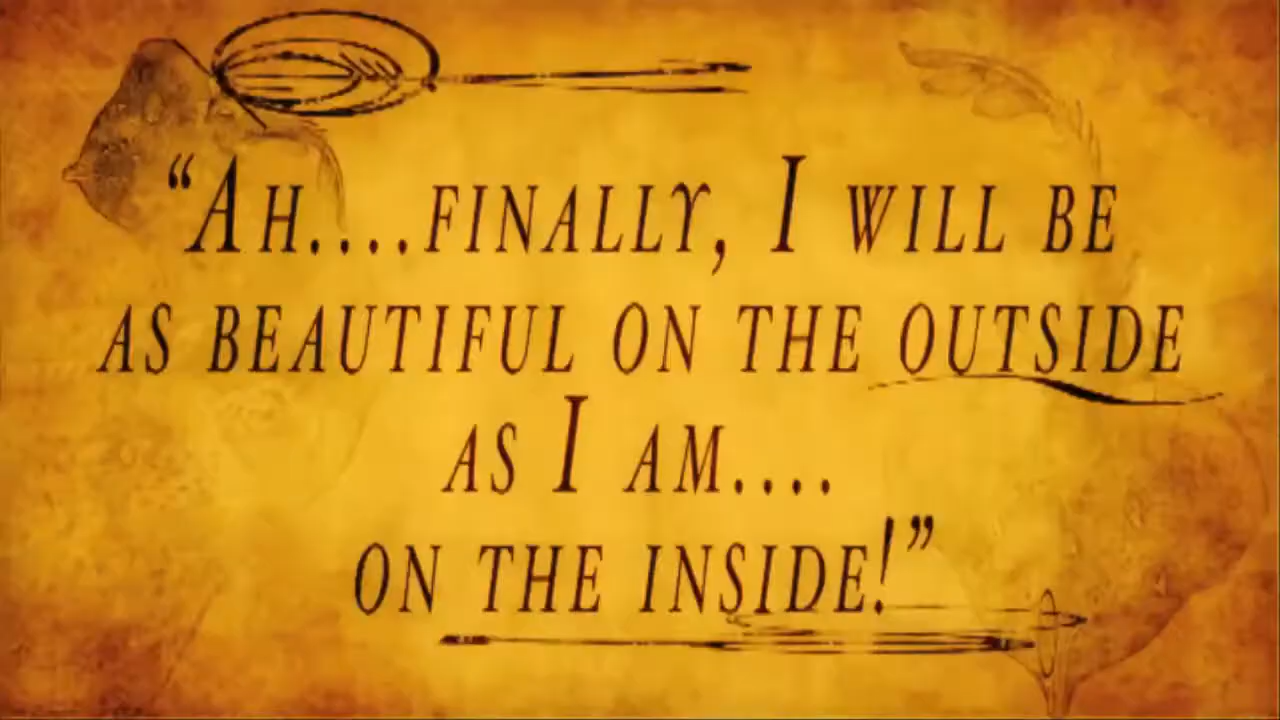 “Ah....finally, I will be
as beautiful on the outside
as I am....
on the inside!”